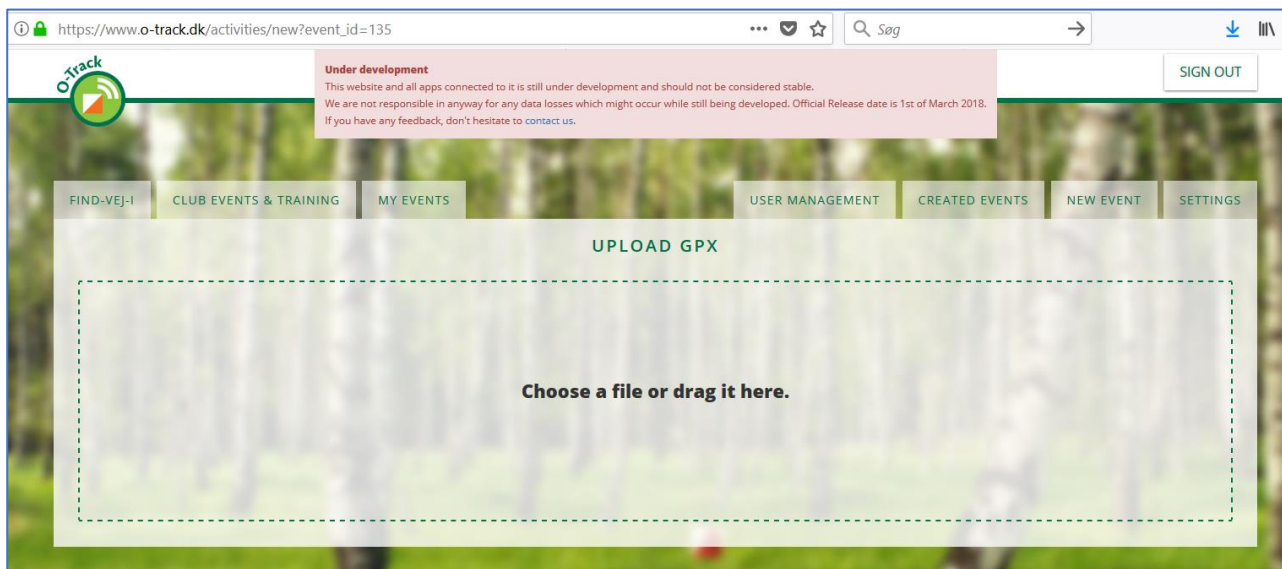 https://www.o-track.dk/activities/new?event_id=135
Søg
O-Track
Under development
This website and all apps connected to it is still under development and should not be considered stable.
We are not responsible in anyway for any data losses which might occur while still being developed. Official Release date is 1st of March 2018.
If you have any feedback, don't hesitate to contact us.
SIGN OUT
FIND-VEJ-I CLUB EVENTS & TRAINING MY EVENTS USER MANAGEMENT CREATED EVENTS NEW EVENT SETTINGS
UPLOAD GPX
Choose a file or drag it here.